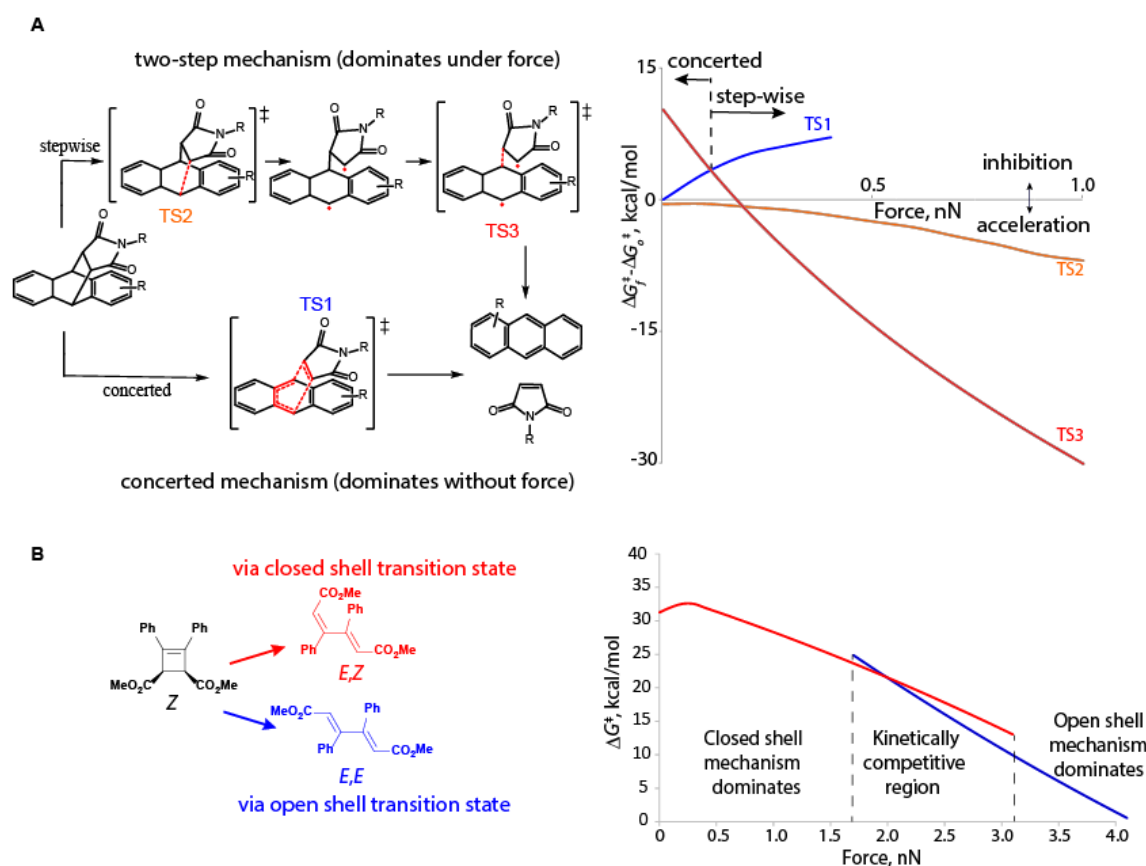 A
two-step mechanism (dominates under force)
stepwise
O
N
R
O
R
‡
TS2
O
N
R
O
R
O
N
R
O
R
‡
TS3
O
N
R
O
R
concerted
TS1
O
N
R
O
R
‡
R
O
N
O
R
concerted mechanism (dominates without force)
15
concerted
step-wise
TS1
inhibition
0
0.5
1.0
Force, nN
acceleration
ΔG_f‡-ΔG_o‡, kcal/mol
TS2
-15
TS3
-30
B
via closed shell transition state
CO₂Me
Ph
Ph
CO₂Me
E,Z
Ph
Ph
MeO₂C
CO₂Me
Z
MeO₂C
Ph
Ph
CO₂Me
E,E
via open shell transition state
40
35
30
25
20
15
10
5
0
ΔG‡, kcal/mol
Closed shell
mechanism
dominates
Kinetically
competitive
region
Open shell
mechanism
dominates
0
0.5
1.0
1.5
2.0
2.5
3.0
3.5
4.0
Force, nN